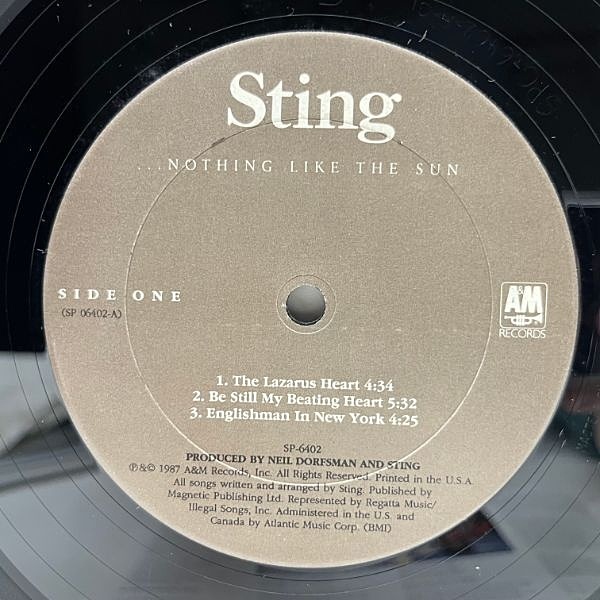 Sting
...NOTHING LIKE THE SUN
SIDE ONE
(SP 06402-A)
A&M
RECORDS
1. The Lazarus Heart 4:34
2. Be Still My Beating Heart 5:32
3. Englishman In New York 4:25
SP-6402
PRODUCED BY NEIL DORFSMAN AND STING
℗&© 1987 A&M Records, Inc. All Rights Reserved. Printed in the U.S.A.
All songs written and arranged by Sting. Published by
Magnetic Publishing Ltd. Represented by Regatta Music/
Illegal Songs, Inc. Administered in the U.S. and
Canada by Atlantic Music Corp. (BMI)